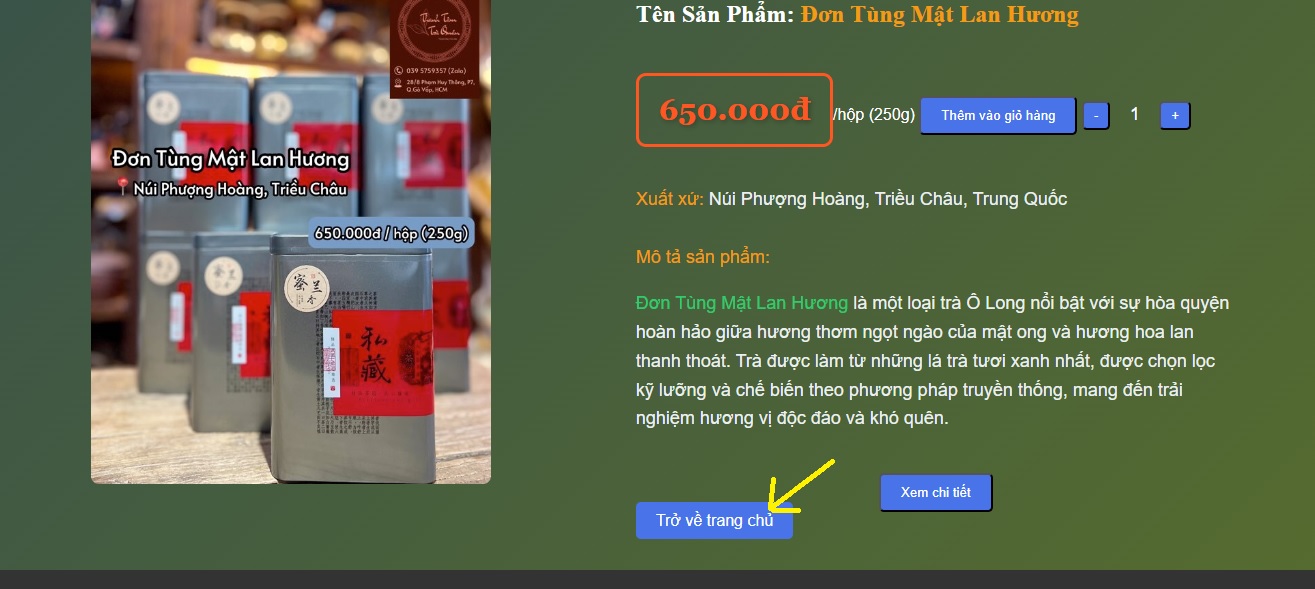 Thanh Tâm
Trà Quán
039 5759357 (Zalo)
28/8 Phạm Huy Thông, P7,
Q.Gò Vấp, HCM
Đơn Tùng Mật Lan Hương
Núi Phượng Hoàng, Triều Châu
650.000đ / hộp (250g)
蜜兰香
私藏
Tên Sản Phẩm: Đơn Tùng Mật Lan Hương
650.000đ /hộp (250g) Thêm vào giỏ hàng - 1 +
Xuất xứ: Núi Phượng Hoàng, Triều Châu, Trung Quốc
Mô tả sản phẩm:
Đơn Tùng Mật Lan Hương là một loại trà Ô Long nổi bật với sự hòa quyện
hoàn hảo giữa hương thơm ngọt ngào của mật ong và hương hoa lan
thanh thoát. Trà được làm từ những lá trà tươi xanh nhất, được chọn lọc
kỹ lưỡng và chế biến theo phương pháp truyền thống, mang đến trải
nghiệm hương vị độc đáo và khó quên.
Xem chi tiết
Trở về trang chủ